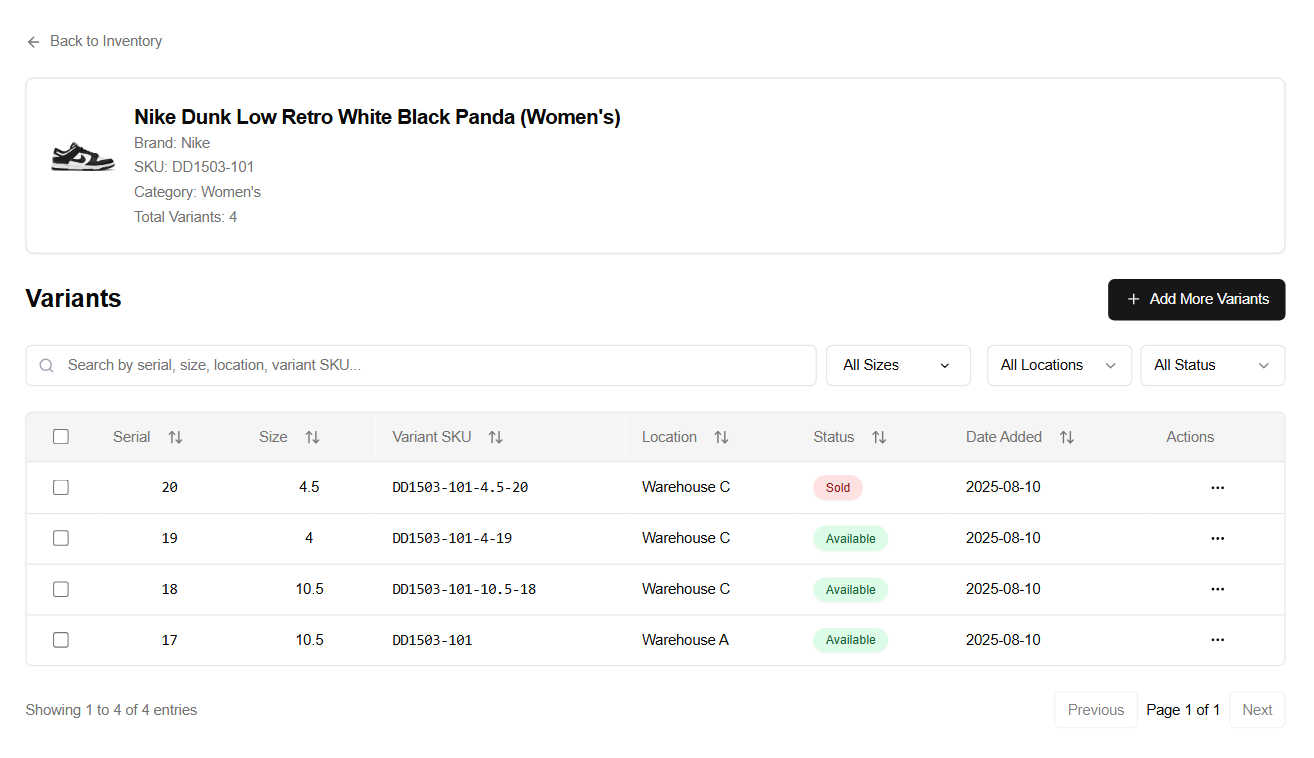 Back to Inventory
Nike Dunk Low Retro White Black Panda (Women's)
Brand: Nike
SKU: DD1503-101
Category: Women's
Total Variants: 4
Variants
Add More Variants
Search by serial, size, location, variant SKU...
All Sizes
All Locations
All Status
Serial Size Variant SKU Location Status Date Added Actions
20 4.5 DD1503-101-4.5-20 Warehouse C Sold 2025-08-10
19 4 DD1503-101-4-19 Warehouse C Available 2025-08-10
18 10.5 DD1503-101-10.5-18 Warehouse C Available 2025-08-10
17 10.5 DD1503-101 Warehouse A Available 2025-08-10
Showing 1 to 4 of 4 entries
Previous Page 1 of 1 Next